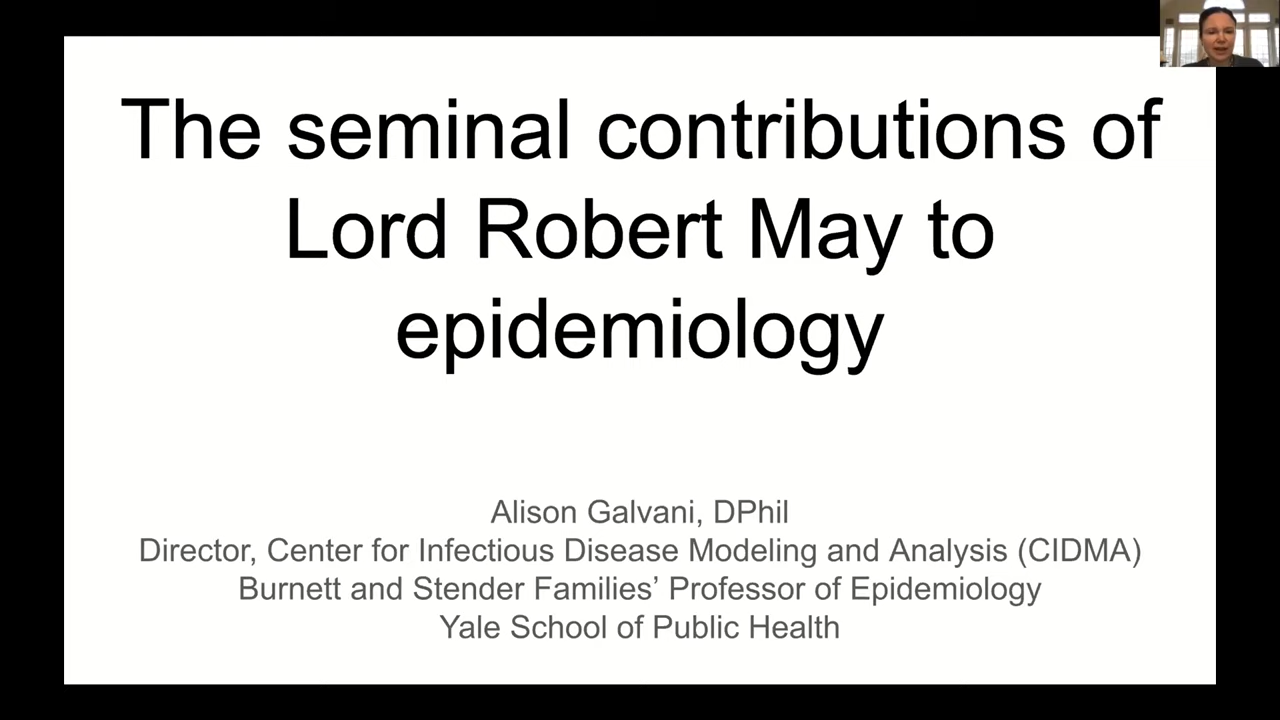 The seminal contributions of
Lord Robert May to
epidemiology
Alison Galvani, DPhil
Director, Center for Infectious Disease Modeling and Analysis (CIDMA)
Burnett and Stender Families’ Professor of Epidemiology
Yale School of Public Health